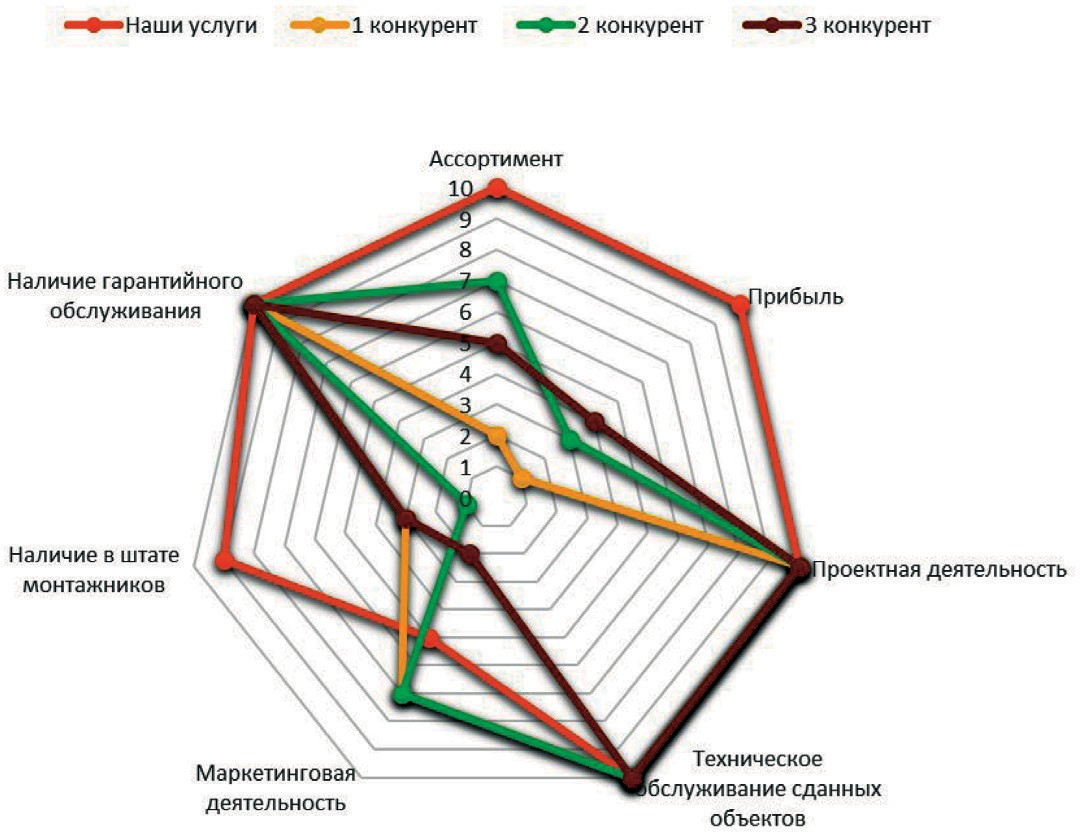 Наши услуги
1 конкурент
2 конкурент
3 конкурент
Ассортимент
10
9
8
7
6
5
4
3
2
1
0
Прибыль
Проектная деятельность
Техническое
обслуживание сданных
объектов
Маркетинговая
деятельность
Наличие в штате
монтажников
Наличие гарантийного
обслуживания